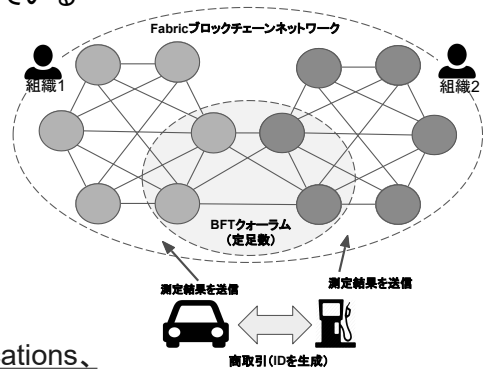 ている
Fabricブロックチェーンネットワーク
組織1
組織2
BFTクォーラム
(定足数)
測定結果を送信
測定結果を送信
商取引(IDを生成)
ations、